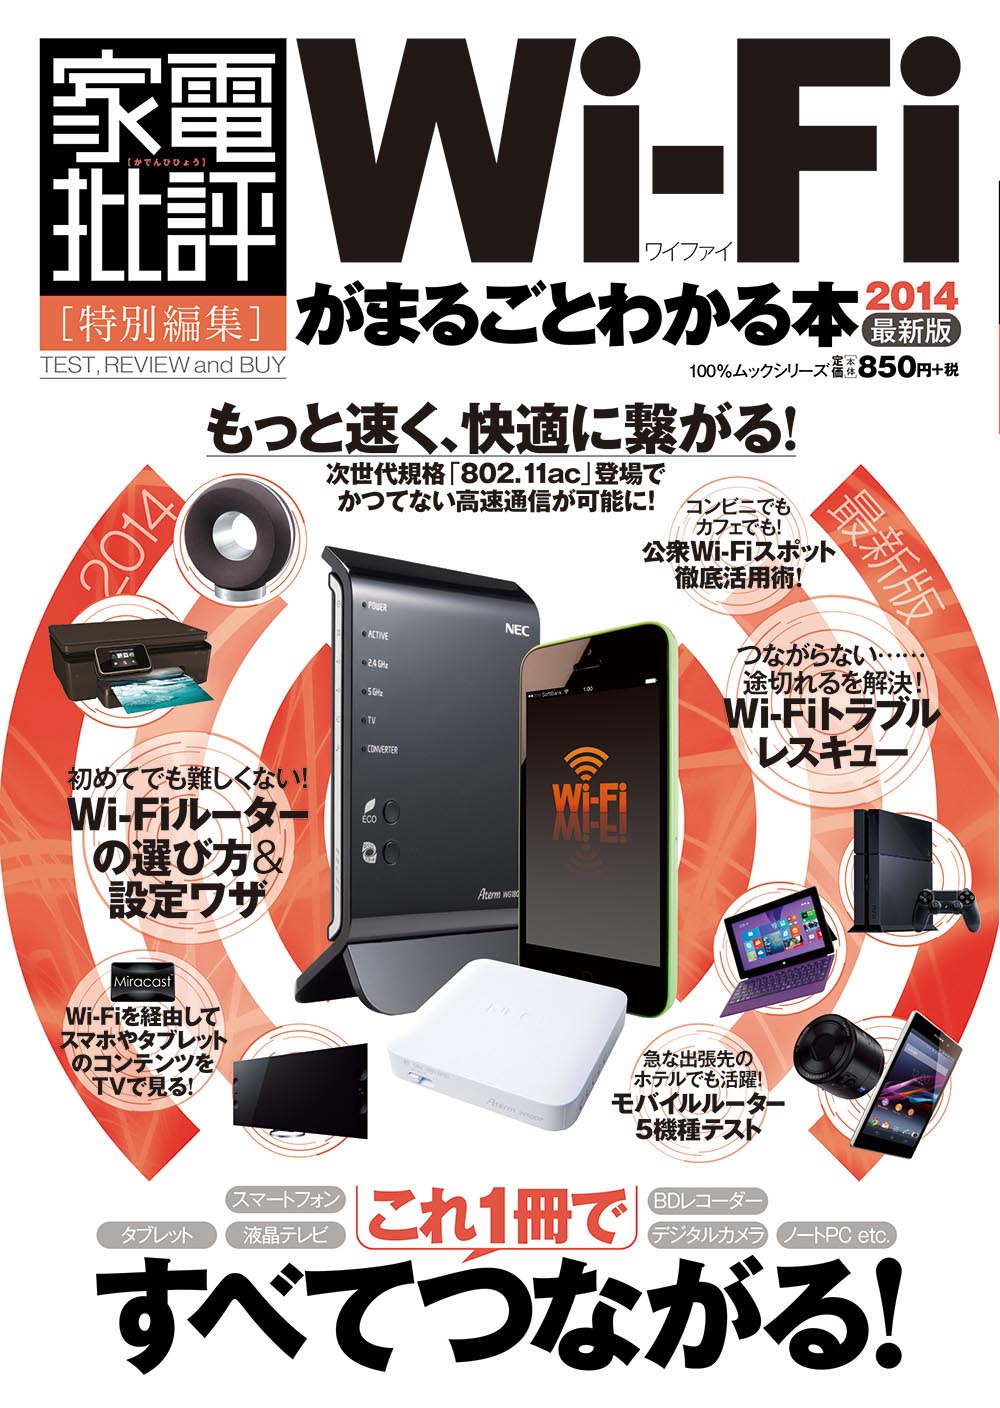 家電
[かでんひひょう]
批評
[特別編集]
TEST, REVIEW and BUY
Wi-Fi
ワイファイ
がまるごとわかる本
2014
最新版
100%ムックシリーズ 定価 本体 850円+税
もっと速く、快適に繋がる!
次世代規格「802.11ac」登場で
かつてない高速通信が可能に!
2014
最新版
コンビニでも
カフェでも!
公衆Wi-Fiスポット
徹底活用術!
つながらない……
途切れるを解決!
Wi-Fiトラブル
レスキュー
初めてでも難しくない!
Wi-Fiルーター
の選び方&
設定ワザ
POWER
ACTIVE
2.4 GHz
5 GHz
TV
CONVERTER
ECO
NEC
Aterm WG180
SoftBank
1:00
Wi-Fi
Wi-Fi
Miracast
Wi-Fiを経由して
スマホやタブレット
のコンテンツを
TVで見る!
NEC
Aterm
急な出張先の
ホテルでも活躍!
モバイルルーター
5機種テスト
スマートフォン
タブレット
液晶テレビ
これ1冊で
BDレコーダー
デジタルカメラ
ノートPC etc.
すべてつながる!